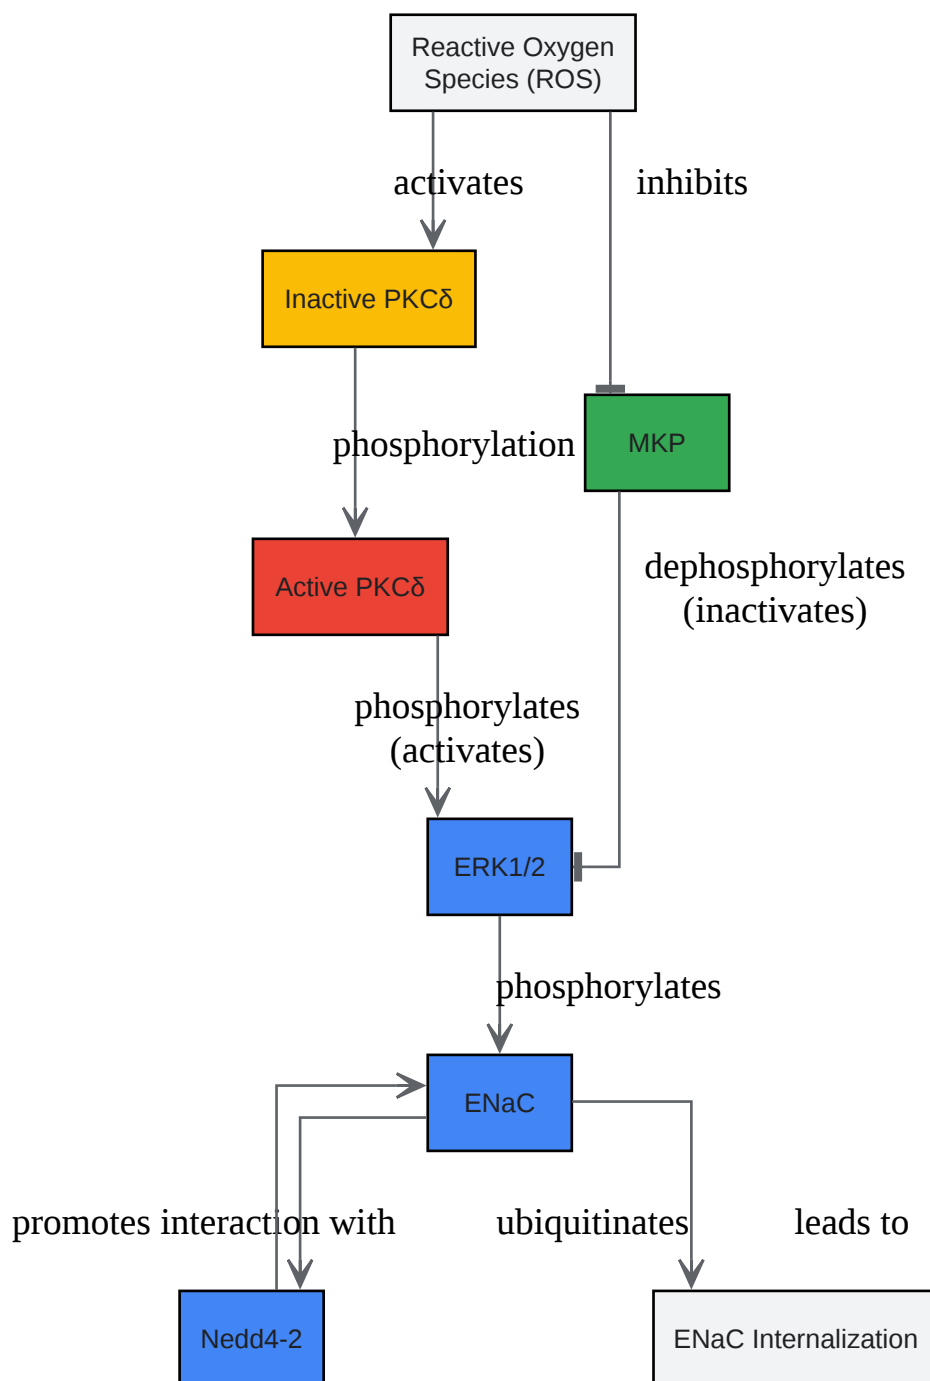 Reactive Oxygen
Species (ROS)
activates
inhibits
Inactive PKCδ
phosphorylation
MKP
Active PKCδ
dephosphorylates
(inactivates)
phosphorylates
(activates)
ERK1/2
phosphorylates
ENaC
promotes interaction with
ubiquitinates
leads to
Nedd4-2
ENaC Internalization